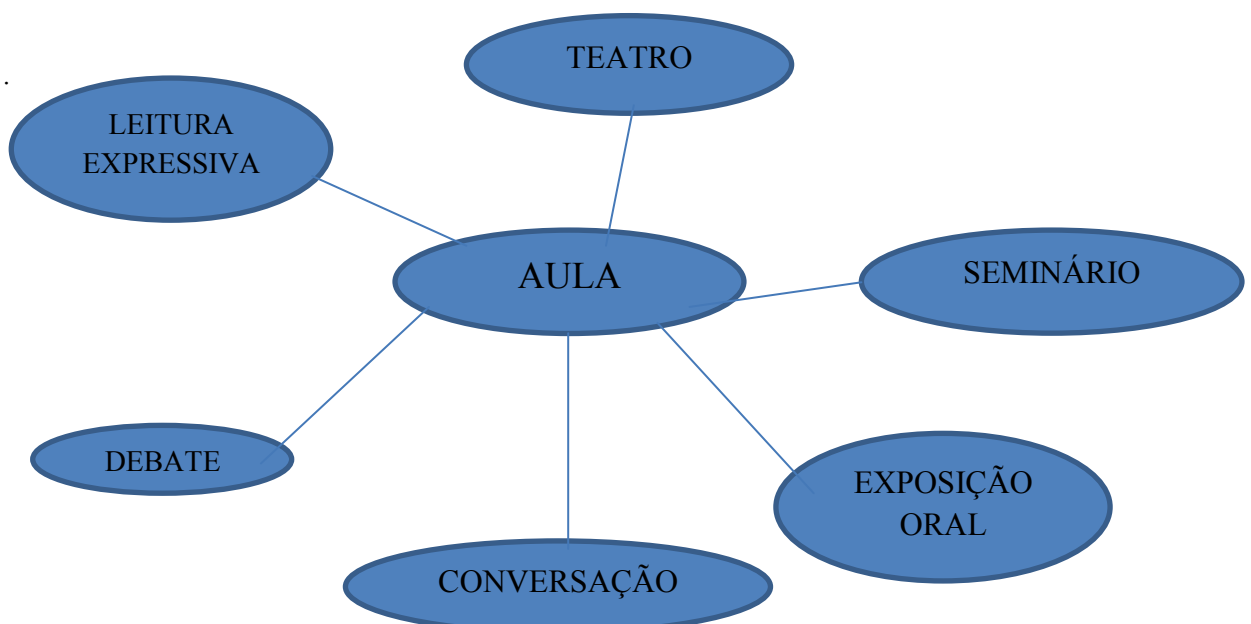 TEATRO
.
LEITURA
EXPRESSIVA
AULA
SEMINÁRIO
DEBATE
EXPOSIÇÃO
ORAL
CONVERSAÇÃO